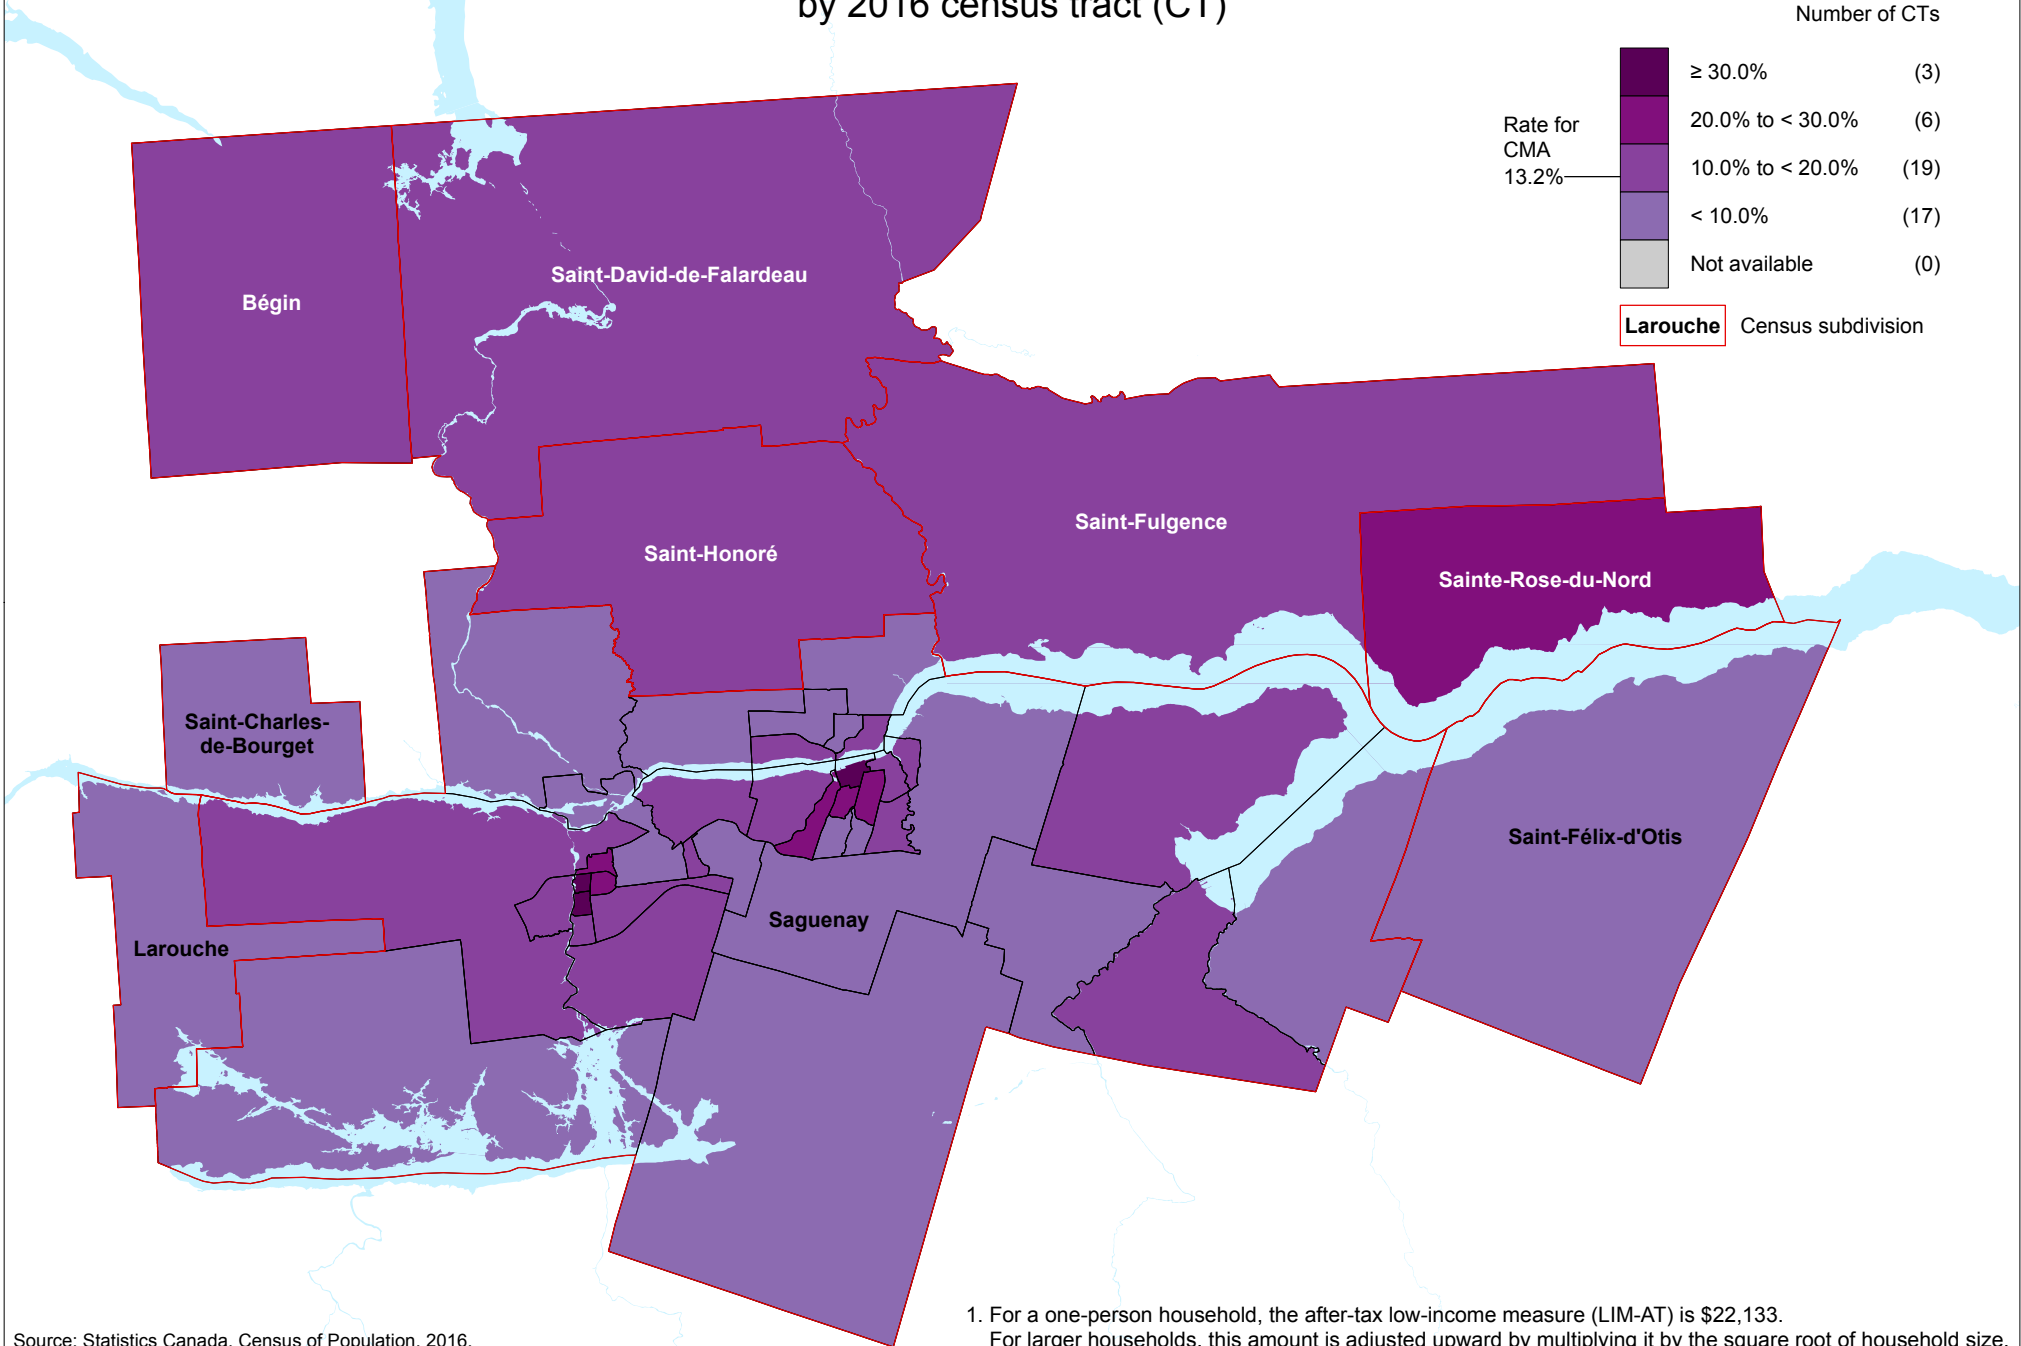 by 2016 census tract (CT)
Number of CTs
≥ 30.0% (3)
20.0% to < 30.0% (6)
Rate for
CMA
13.2%
10.0% to < 20.0% (19)
< 10.0% (17)
Not available (0)
Larouche Census subdivision
Saint-David-de-Falardeau
Bégin
Saint-Fulgence
Saint-Honoré
Sainte-Rose-du-Nord
Saint-Charles-
de-Bourget
Saint-Félix-d'Otis
Saguenay
Larouche
1. For a one-person household, the after-tax low-income measure (LIM-AT) is $22,133.
For larger households, this amount is adjusted upward by multiplying it by the square root of household size.
Source: Statistics Canada, Census of Population, 2016.